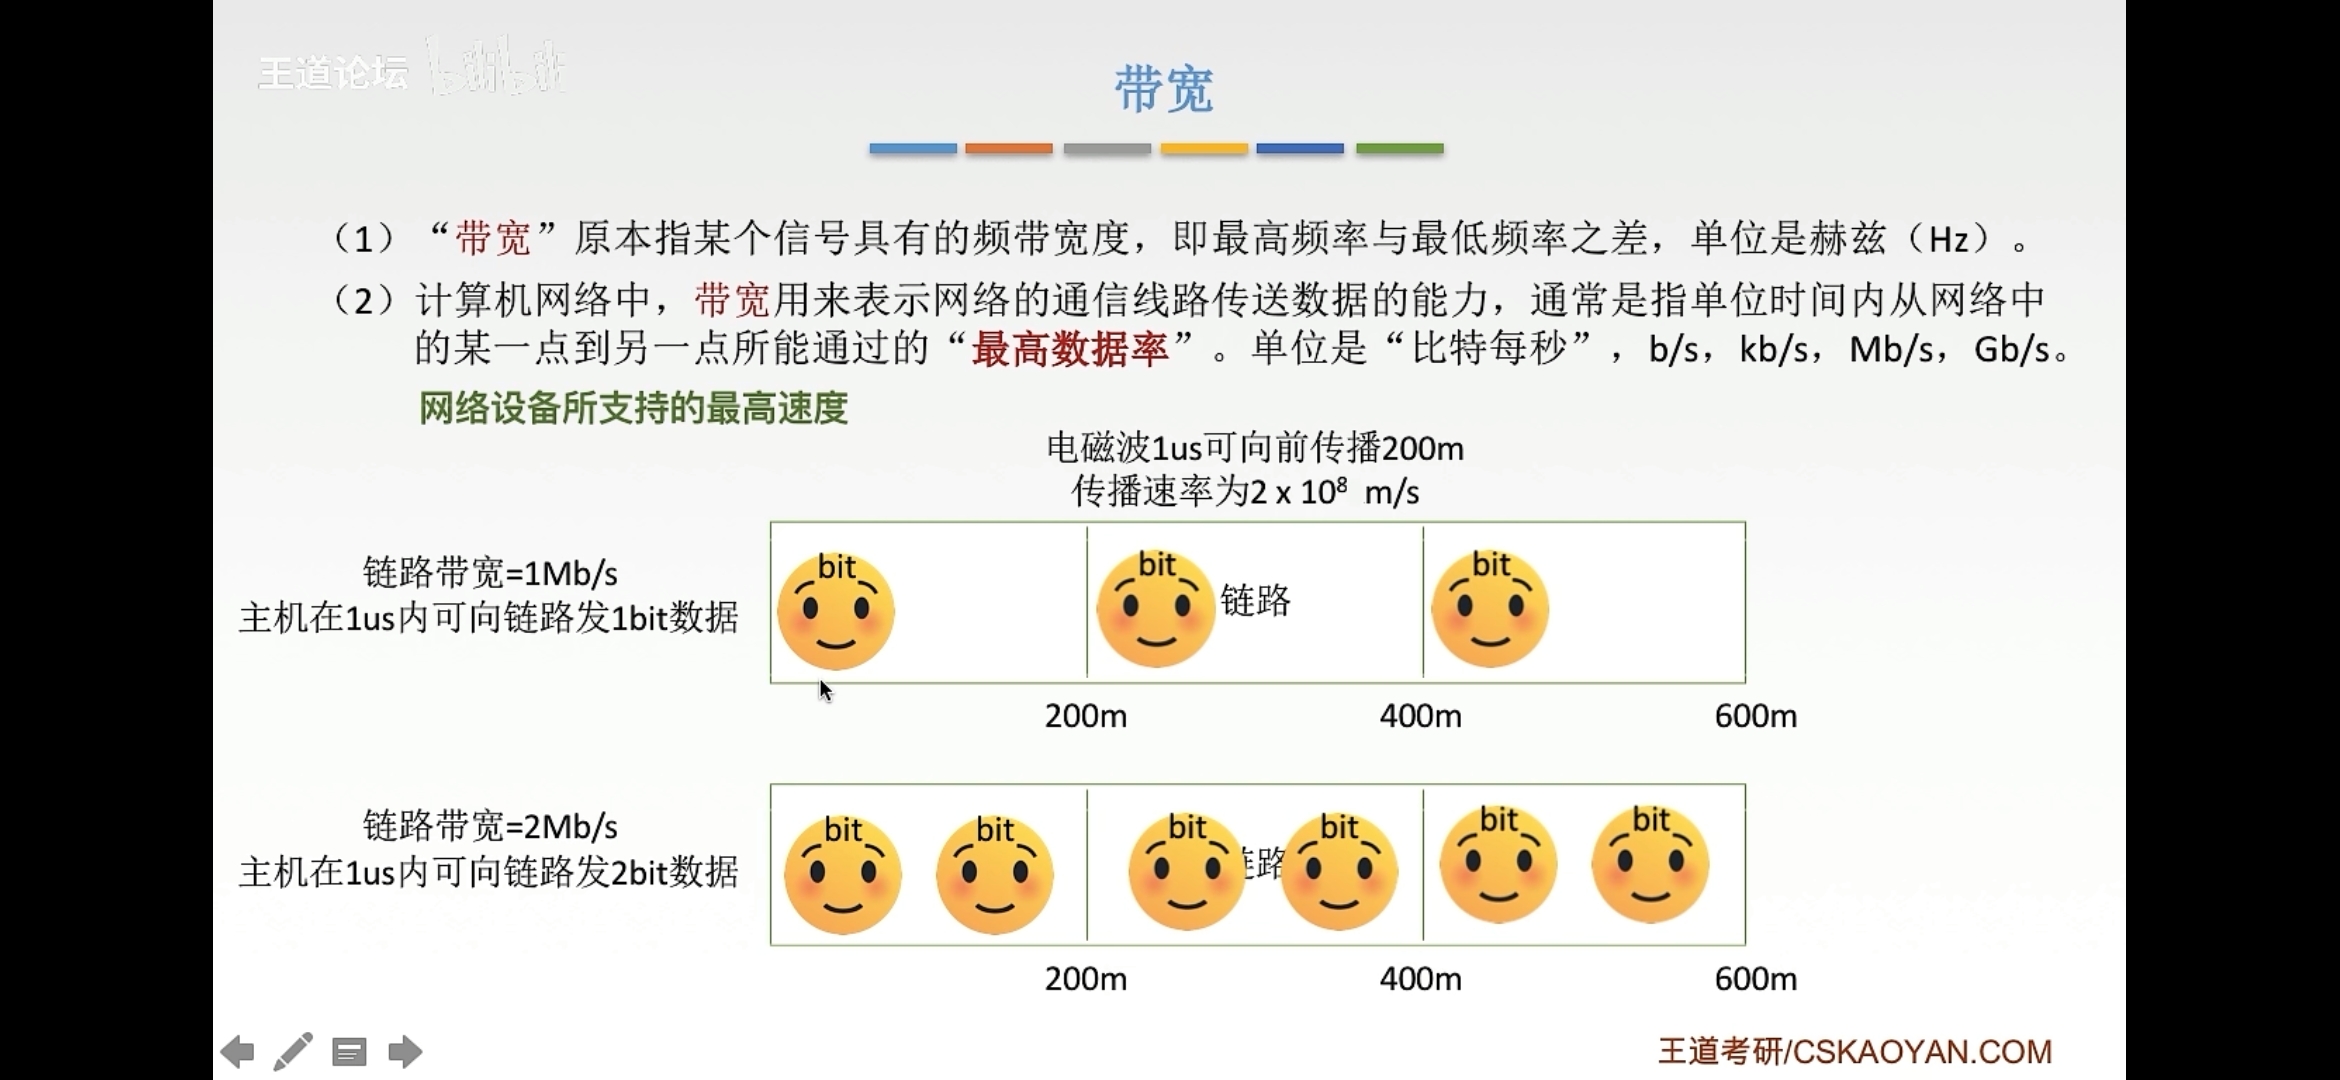 王道论坛 bilibili
带宽
（1）“带宽”原本指某个信号具有的频带宽度，即最高频率与最低频率之差，单位是赫兹（Hz）。
（2）计算机网络中，带宽用来表示网络的通信线路传送数据的能力，通常是指单位时间内从网络中
的某一点到另一点所能通过的“最高数据率”。单位是“比特每秒”，b/s，kb/s，Mb/s，Gb/s。
网络设备所支持的最高速度
电磁波1us可向前传播200m
传播速率为2 x 10⁸ m/s
链路带宽=1Mb/s
主机在1us内可向链路发1bit数据
bit bit 链路 bit
200m 400m 600m
链路带宽=2Mb/s
主机在1us内可向链路发2bit数据
bit bit bit 路 bit bit bit
200m 400m 600m
王道考研/CSKAOYAN.COM